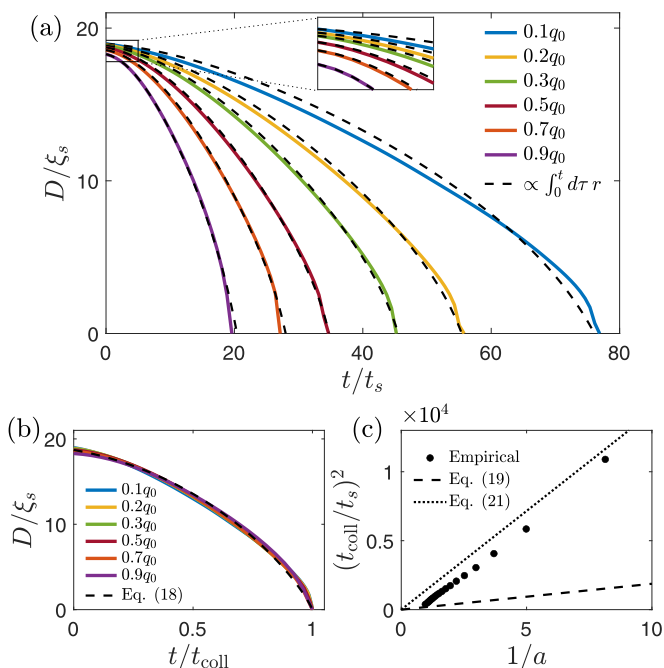 (a)
20
10
0
D/ξs
0
20
40
60
80
t/ts
0.1q0
0.2q0
0.3q0
0.5q0
0.7q0
0.9q0
∝ ∫₀ᵗ dτ r
(b)
20
10
0
D/ξs
0
0.5
1
t/tcoll
0.1q0
0.2q0
0.3q0
0.5q0
0.7q0
0.9q0
Eq. (18)
(c)
×10⁴
1
0.5
0
(tcoll/ts)²
0
5
10
1/a
Empirical
Eq. (19)
Eq. (21)